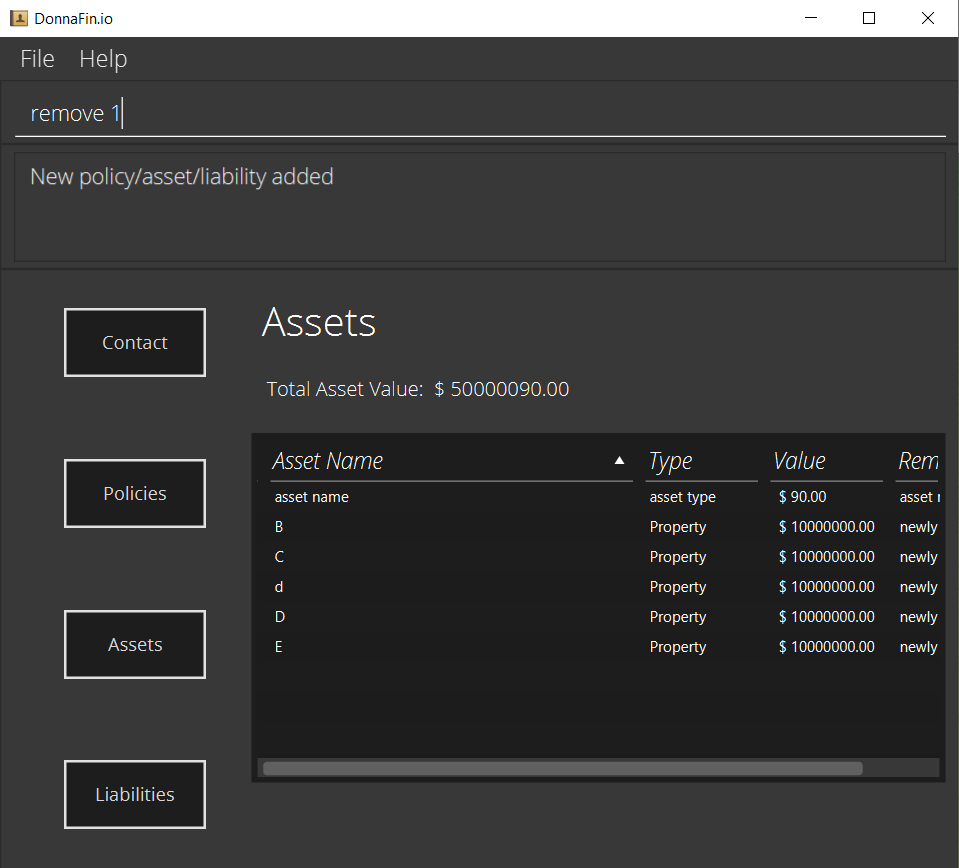 DonnaFin.io
File Help
remove 1
New policy/asset/liability added
Contact
Policies
Assets
Liabilities
Assets
Total Asset Value: $ 50000090.00
Asset Name Type Value Rem
asset name asset type $ 90.00 asset
B Property $ 10000000.00 newly
C Property $ 10000000.00 newly
d Property $ 10000000.00 newly
D Property $ 10000000.00 newly
E Property $ 10000000.00 newly